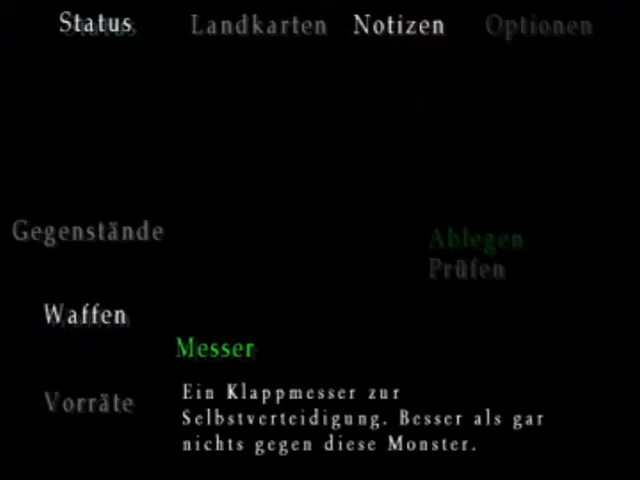 Status Landkarten Notizen Optionen
Gegenstände
Ablegen
Prüfen
Waffen
Messer
Vorräte
Ein Klappmesser zur
Selbstverteidigung. Besser als gar
nichts gegen diese Monster.